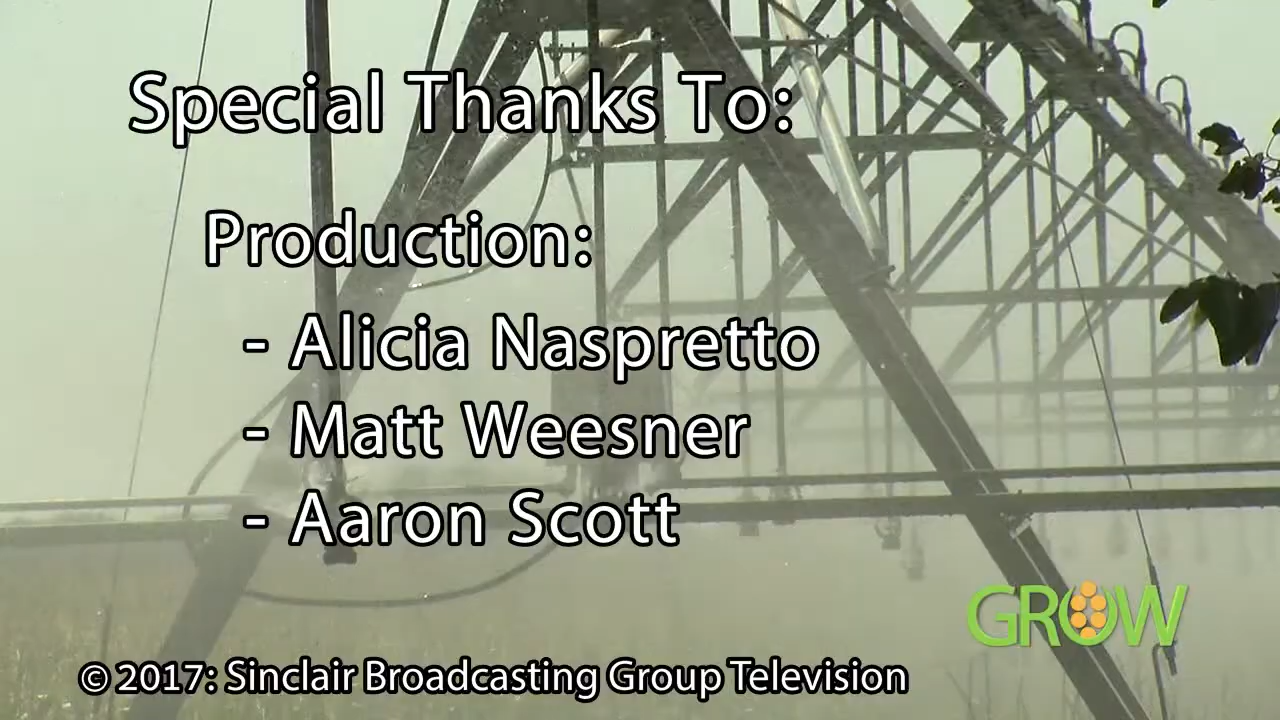 Special Thanks To:
Production:
- Alicia Naspretto
- Matt Weesner
- Aaron Scott
GROW
© 2017: Sinclair Broadcasting Group Television